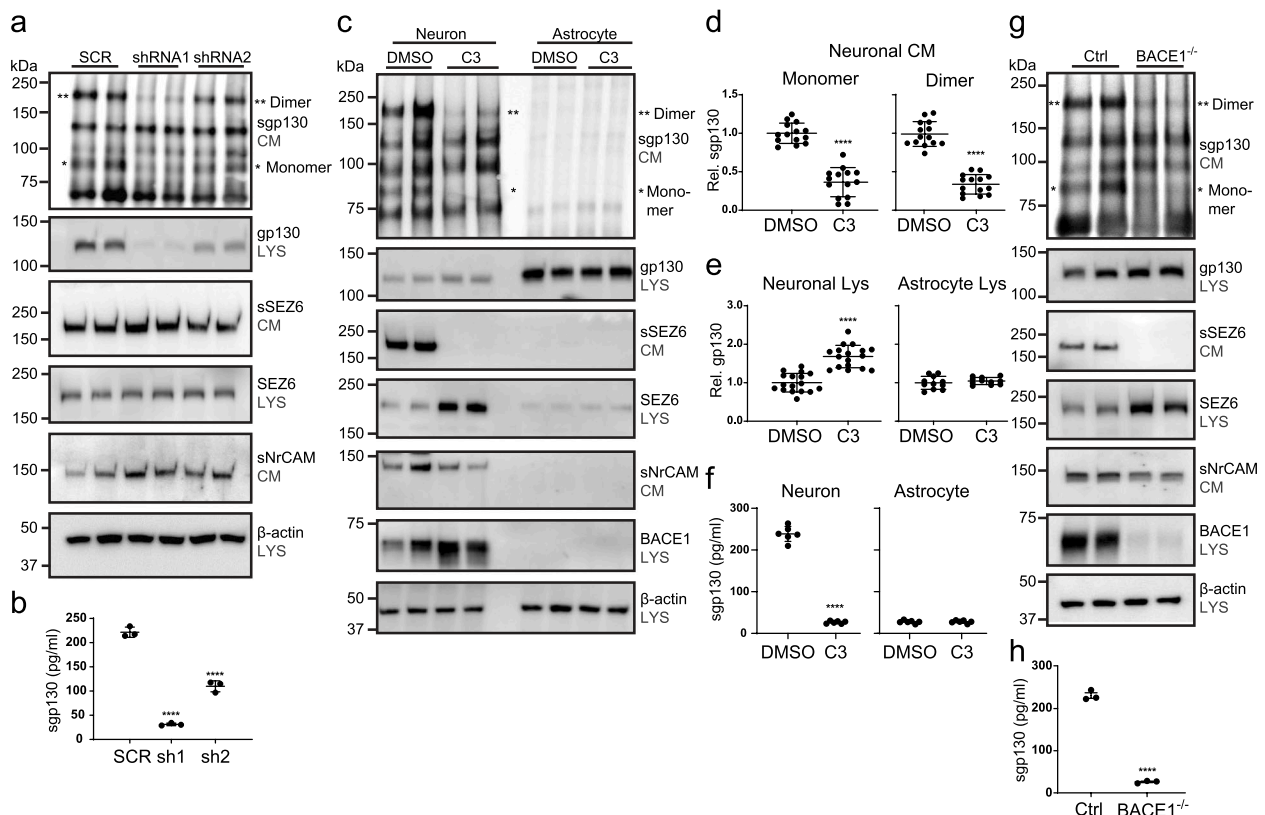 a
SCR shRNA1 shRNA2
kDa
250
150
100
75
**
*
** Dimer
sgp130
CM
* Monomer
150
100
gp130
LYS
250
150
sSEZ6
CM
250
150
SEZ6
LYS
150
sNrCAM
CM
50
37
β-actin
LYS
b
sgp130 (pg/ml)
250
200
150
100
50
0
****
****
SCR sh1 sh2
c
Neuron Astrocyte
DMSO C3 DMSO C3
kDa
250
150
100
75
**
*
** Dimer
sgp130
CM
* Mono-
mer
150
100
gp130
LYS
250
150
sSEZ6
CM
250
150
SEZ6
LYS
150
sNrCAM
CM
75
BACE1
LYS
50
37
β-actin
LYS
d
Neuronal CM
Monomer Dimer
Rel. sgp130
1.5
1.0
0.5
0.0
****
****
DMSO C3 DMSO C3
e
Neuronal Lys Astrocyte Lys
Rel. gp130
3.0
2.0
1.0
0.0
****
DMSO C3 DMSO C3
f
Neuron Astrocyte
sgp130 (pg/ml)
300
200
100
0
****
DMSO C3 DMSO C3
g
Ctrl BACE1-/-
kDa
250
150
100
75
**
*
** Dimer
sgp130
CM
* Mono-
mer
150
100
gp130
LYS
250
150
sSEZ6
CM
250
150
SEZ6
LYS
150
sNrCAM
CM
75
BACE1
LYS
50
37
β-actin
LYS
h
sgp130 (pg/ml)
300
200
100
0
****
Ctrl BACE1-/-